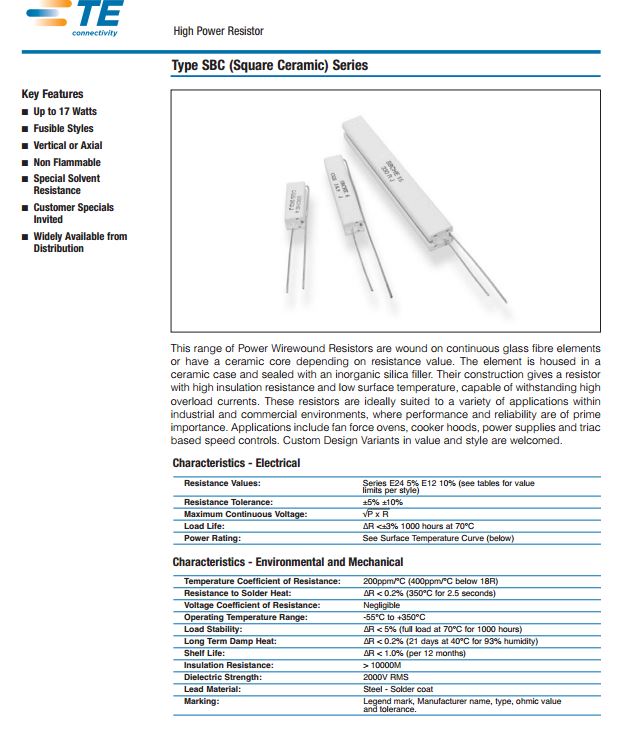 TE
connectivity
High Power Resistor
Type SBC (Square Ceramic) Series
Key Features
■ Up to 17 Watts
■ Fusible Styles
■ Vertical or Axial
■ Non Flammable
■ Special Solvent
Resistance
■ Customer Specials
Invited
■ Widely Available from
Distribution
This range of Power Wirewound Resistors are wound on continuous glass fibre elements
or have a ceramic core depending on resistance value. The element is housed in a
ceramic case and sealed with an inorganic silica filler. Their construction gives a resistor
with high insulation resistance and low surface temperature, capable of withstanding high
overload currents. These resistors are ideally suited to a variety of applications within
industrial and commercial environments, where performance and reliability are of prime
importance. Applications include fan force ovens, cooker hoods, power supplies and triac
based speed controls. Custom Design Variants in value and style are welcomed.
Characteristics - Electrical
Resistance Values: Series E24 5% E12 10% (see tables for value
limits per style)
Resistance Tolerance: ±5% ±10%
Maximum Continuous Voltage: √P x R
Load Life: ΔR <±3% 1000 hours at 70°C
Power Rating: See Surface Temperature Curve (below)
Characteristics - Environmental and Mechanical
Temperature Coefficient of Resistance: 200ppm/°C (400ppm/°C below 18R)
Resistance to Solder Heat: ΔR < 0.2% (350°C for 2.5 seconds)
Voltage Coefficient of Resistance: Negligible
Operating Temperature Range: -55°C to +350°C
Load Stability: ΔR < 5% (full load at 70°C for 1000 hours)
Long Term Damp Heat: ΔR < 0.2% (21 days at 40°C for 93% humidity)
Shelf Life: ΔR < 1.0% (per 12 months)
Insulation Resistance: > 10000M
Dielectric Strength: 2000V RMS
Lead Material: Steel - Solder coat
Marking: Legend mark, Manufacturer name, type, ohmic value
and tolerance.